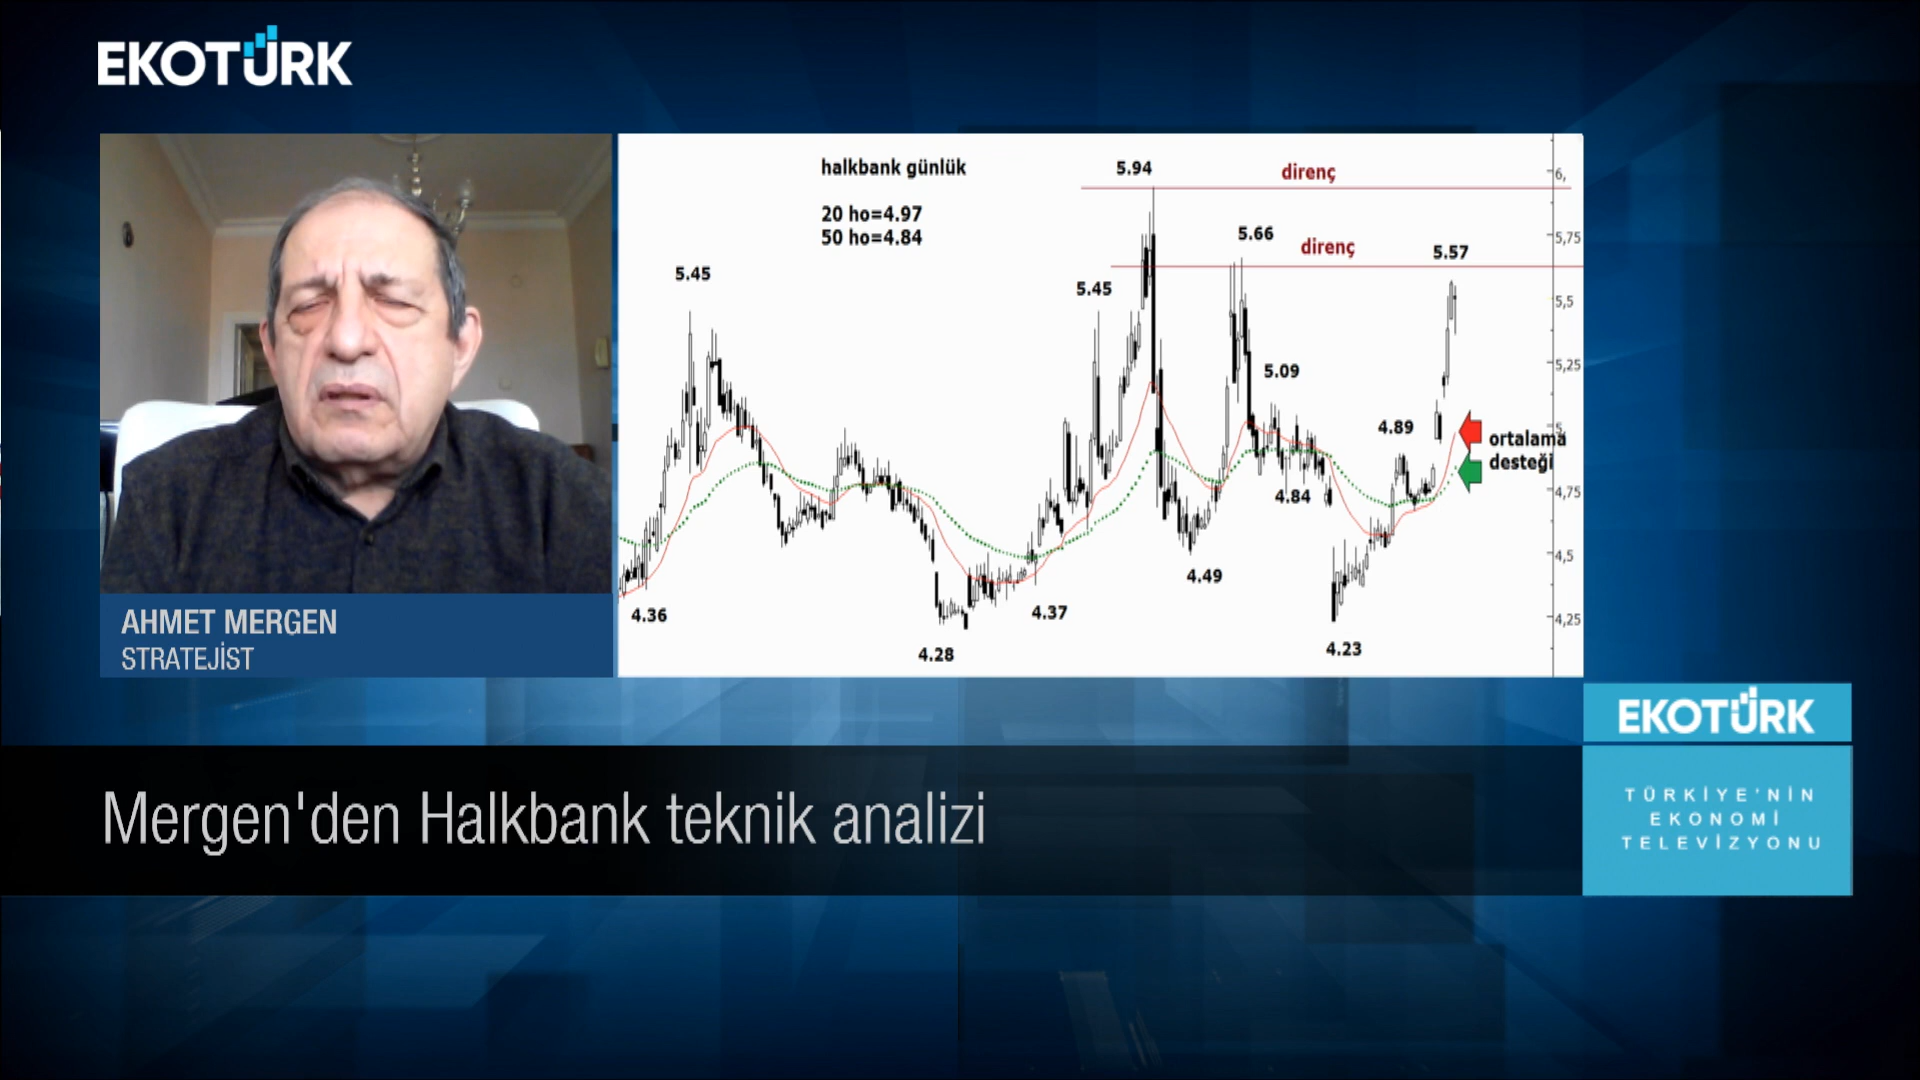 EKOTÜRK
halkbank günlük
20 ho=4.97
50 ho=4.84
5.94
direnç
5.66
direnç
5.57
5.45
5.45
5.09
4.89
ortalama
desteği
4.84
4.49
4.36
4.37
4.28
4.23
6,
5,75
5,5
5,25
5,
4,75
4,5
4,25
AHMET MERGEN
STRATEJİST
EKOTÜRK
Mergen'den Halkbank teknik analizi
TÜRKİYE'NİN
EKONOMİ
TELEVİZYONU